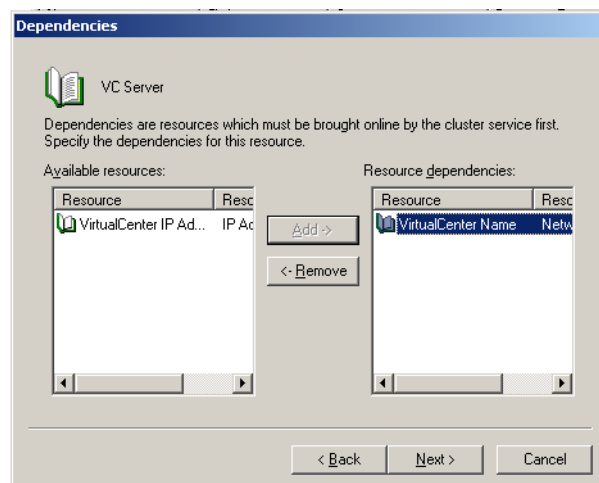 Dependencies
VC Server
Dependencies are resources which must be brought online by the cluster service first.
Specify the dependencies for this resource.
Available resources:
Resource dependencies:
Resource Resc
VirtualCenter IP Ad... IP Ac
Add ->
<- Remove
Resource Resc
VirtualCenter Name Netw
< Back Next > Cancel